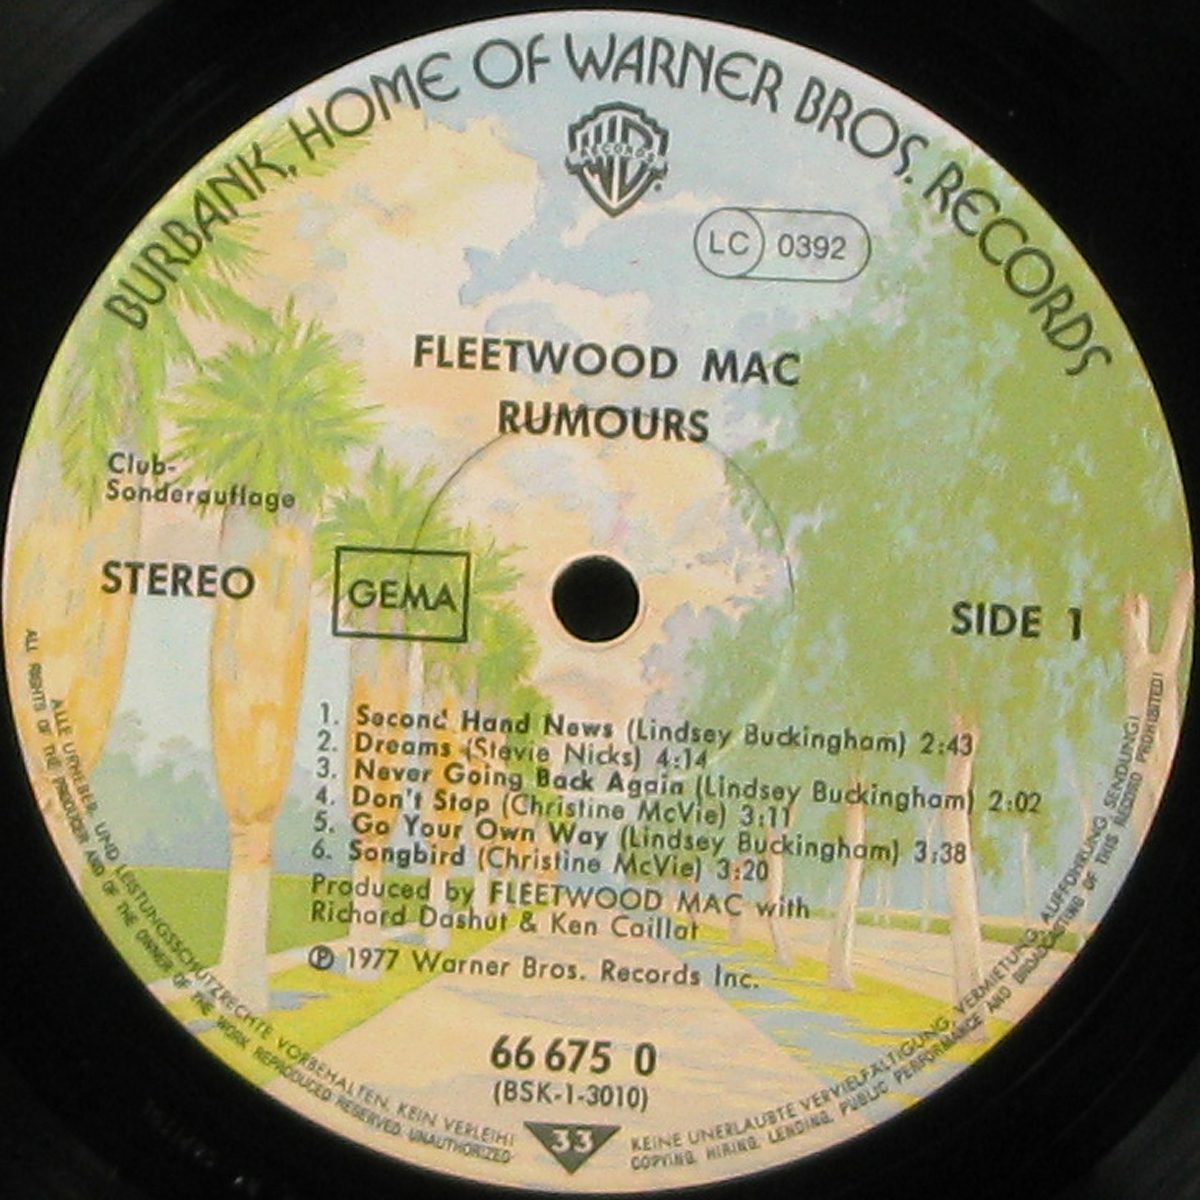 BURBANK, HOME OF WARNER BROS. RECORDS
WB
RECORDS
®
LC 0392
FLEETWOOD MAC
RUMOURS
Club-
Sonderauflage
STEREO
GEMA
SIDE 1
1. Second Hand News (Lindsey Buckingham) 2:43
2. Dreams (Stevie Nicks) 4:14
3. Never Going Back Again (Lindsey Buckingham) 2:02
4. Don't Stop (Christine McVie) 3:11
5. Go Your Own Way (Lindsey Buckingham) 3:38
6. Songbird (Christine McVie) 3:20
Produced by FLEETWOOD MAC with
Richard Dashut & Ken Caillat
℗ 1977 Warner Bros. Records Inc.
66 675 0
(BSK-1-3010)
33
ALLE URHEBER- UND LEISTUNGSSCHUTZRECHTE VORBEHALTEN. KEIN VERLEIH! KEINE UNERLAUBTE VERVIELFÄLTIGUNG, VERMIETUNG, AUFFÜHRUNG, SENDUNG!
ALL RIGHTS OF THE PRODUCER AND OF THE OWNER OF THE WORK REPRODUCED RESERVED. UNAUTHORIZED COPYING, HIRING, LENDING, PUBLIC PERFORMANCE AND BROADCASTING OF THIS RECORD PROHIBITED!